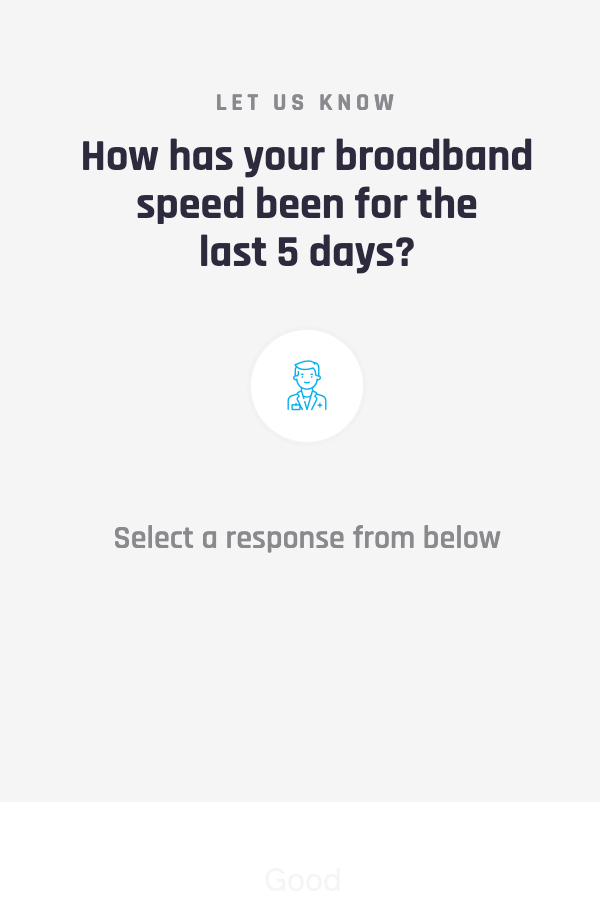 LET US KNOW
How has your broadband
speed been for the
last 5 days?
Select a response from below
Good